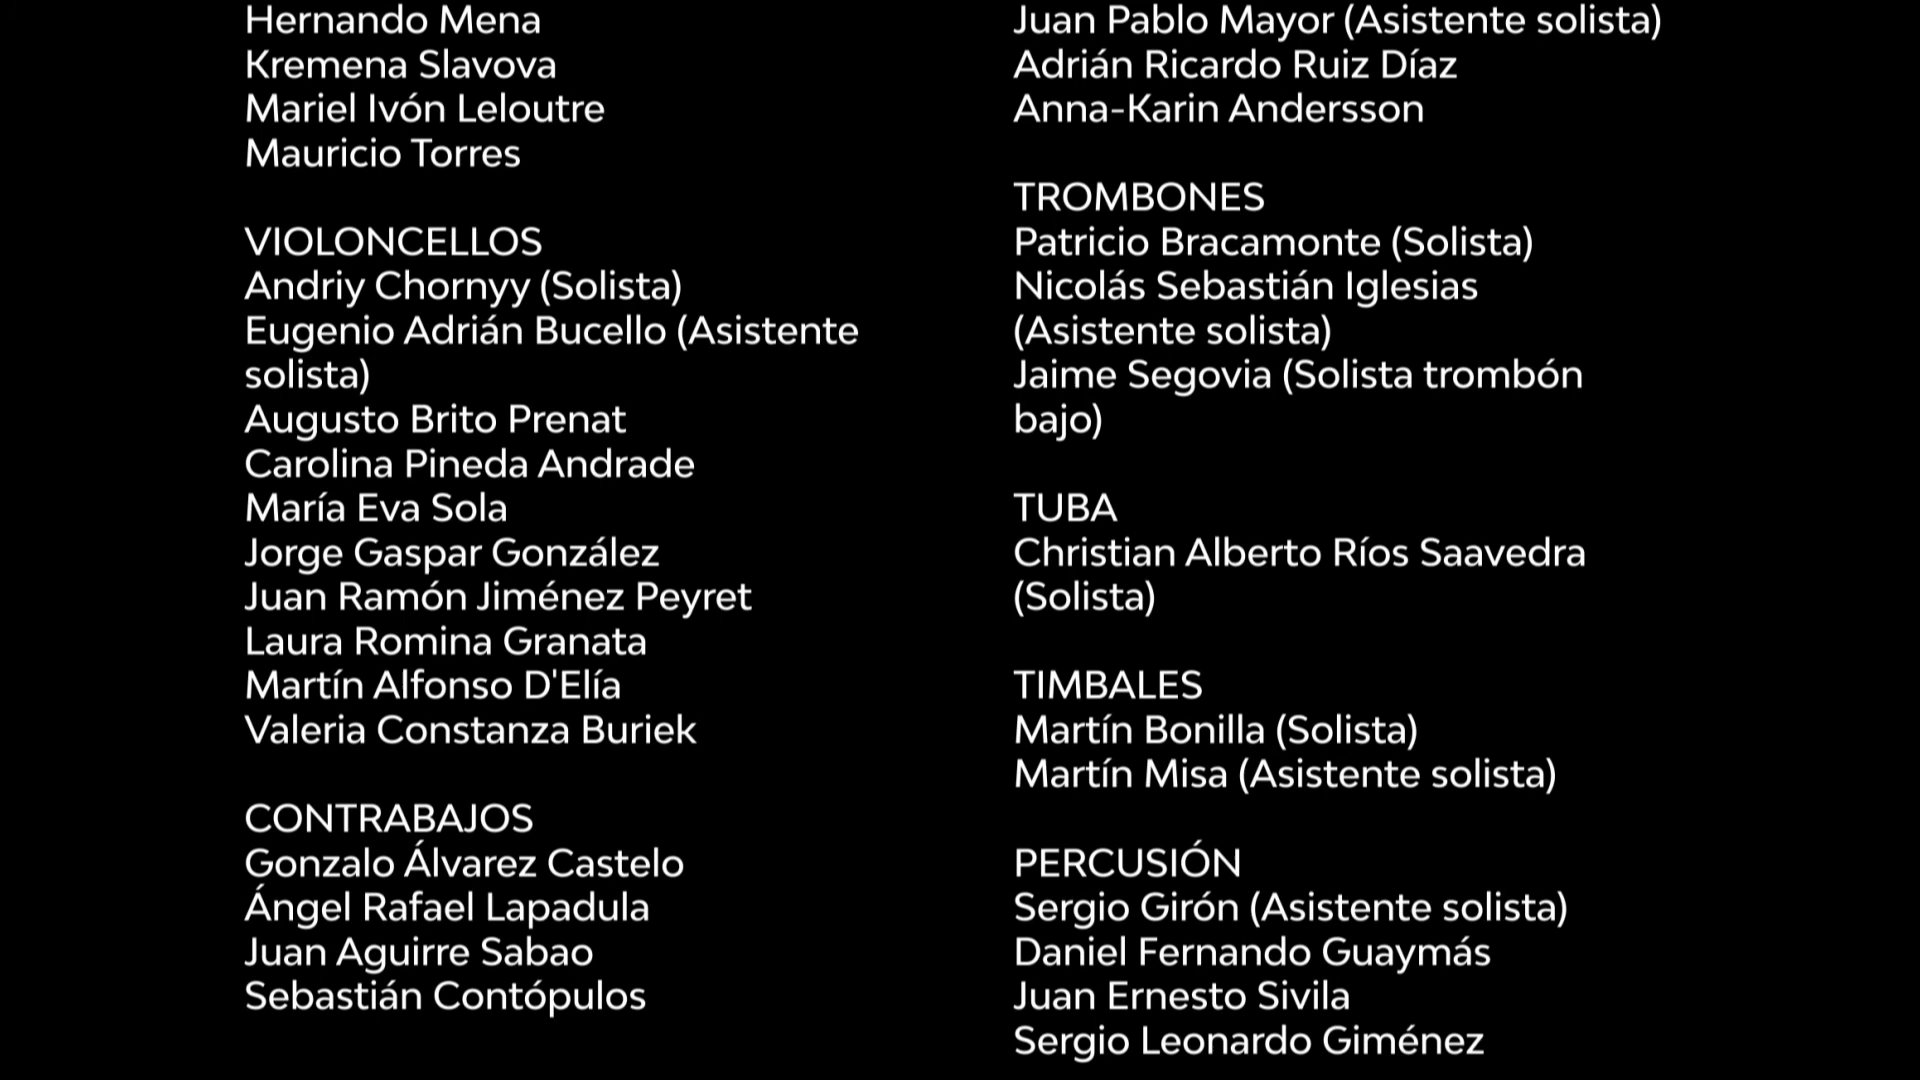 Hernando Mena
Kremena Slavova
Mariel Ivón Leloutre
Mauricio Torres
VIOLONCELLOS
Andriy Chornyy (Solista)
Eugenio Adrián Bucello (Asistente
solista)
Augusto Brito Prenat
Carolina Pineda Andrade
María Eva Sola
Jorge Gaspar González
Juan Ramón Jiménez Peyret
Laura Romina Granata
Martín Alfonso D'Elía
Valeria Constanza Buriek
CONTRABAJOS
Gonzalo Álvarez Castelo
Ángel Rafael Lapadula
Juan Aguirre Sabao
Sebastián Contópulos
Juan Pablo Mayor (Asistente solista)
Adrián Ricardo Ruiz Díaz
Anna-Karin Andersson
TROMBONES
Patricio Bracamonte (Solista)
Nicolás Sebastián Iglesias
(Asistente solista)
Jaime Segovia (Solista trombón
bajo)
TUBA
Christian Alberto Ríos Saavedra
(Solista)
TIMBALES
Martín Bonilla (Solista)
Martín Misa (Asistente solista)
PERCUSIÓN
Sergio Girón (Asistente solista)
Daniel Fernando Guaymás
Juan Ernesto Sivila
Sergio Leonardo Giménez